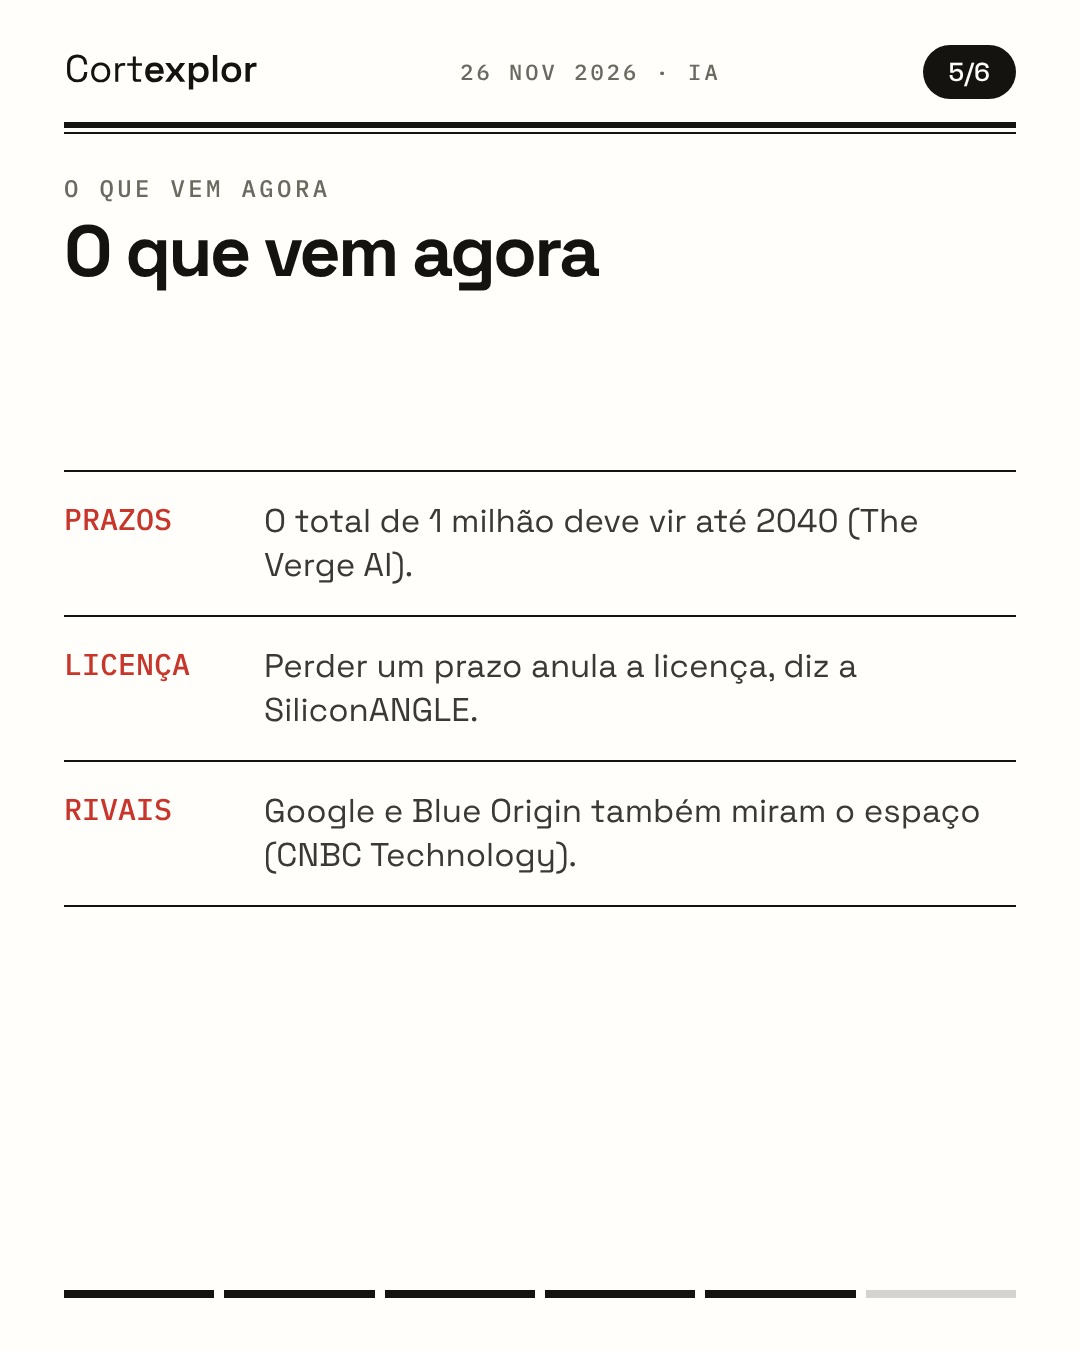 Cortexplor
26 NOV 2026 · IA
5/6
O QUE VEM AGORA
O que vem agora
PRAZOS
O total de 1 milhão deve vir até 2040 (The
Verge AI).
LICENÇA
Perder um prazo anula a licença, diz a
SiliconANGLE.
RIVAIS
Google e Blue Origin também miram o espaço
(CNBC Technology).